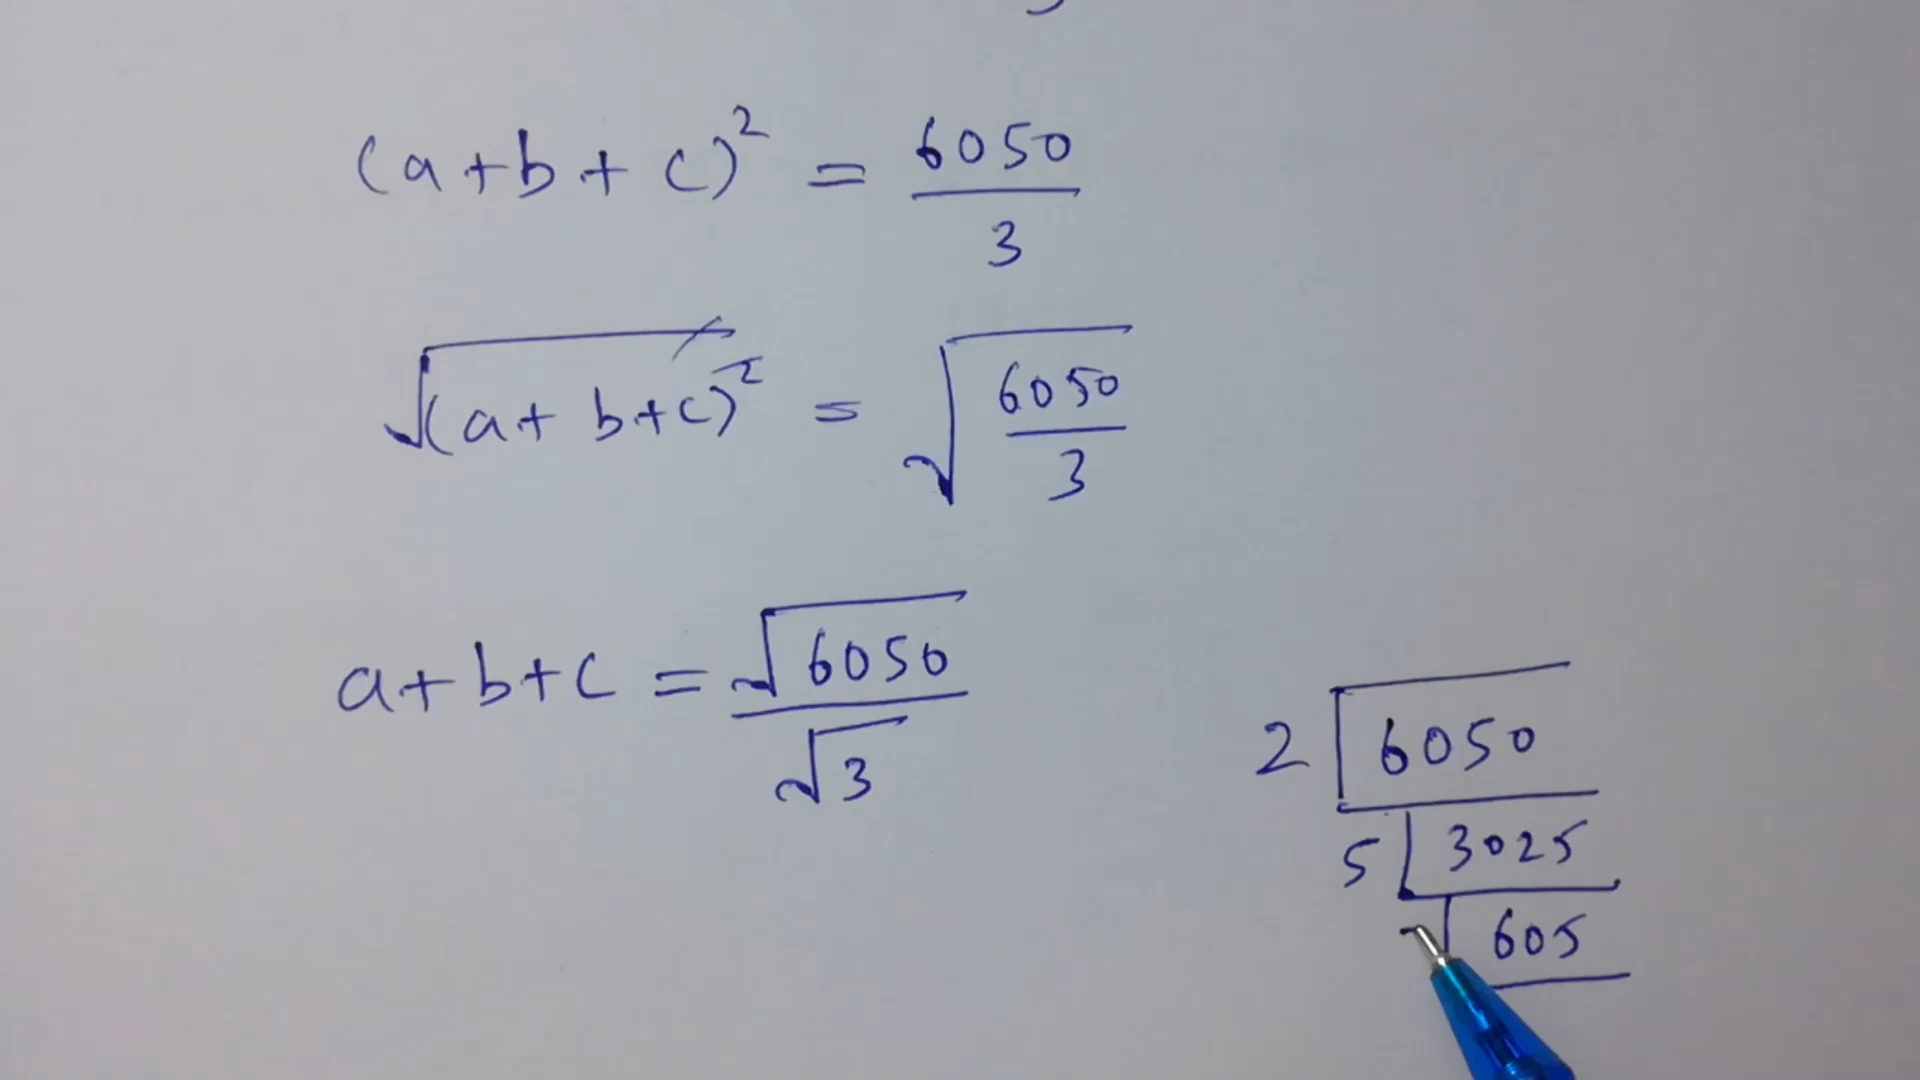 (a+b+c)² = 6050/3
√(a+b+c)² = √6050/3
a+b+c = √6050/√3
2 6050
5 3025
605